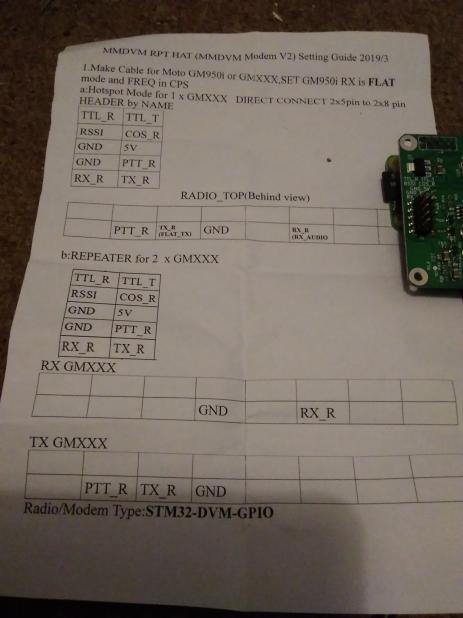 MMDVM RPT HAT (MMDVM Modem V2) Setting Guide 2019/3
1.Make Cable for Moto GM950i or GMXXX,SET GM950i RX is FLAT
mode and FREQ in CPS
a:Hotspot Mode for 1 x GMXXX DIRECT CONNECT 2x5pin to 2x8 pin
HEADER by NAME
TTL_R TTL_T
RSSI COS_R
GND 5V
GND PTT_R
RX_R TX_R
RADIO_TOP(Behind view)
PTT_R TX_R (FLAT_TX) GND RX_R (RX_AUDIO
b:REPEATER for 2 x GMXXX
TTL_R TTL_T
RSSI COS_R
GND 5V
GND PTT_R
RX_R TX_R
RX GMXXX
GND RX_R
TX GMXXX
PTT_R TX_R GND
Radio/Modem Type:STM32-DVM-GPIO